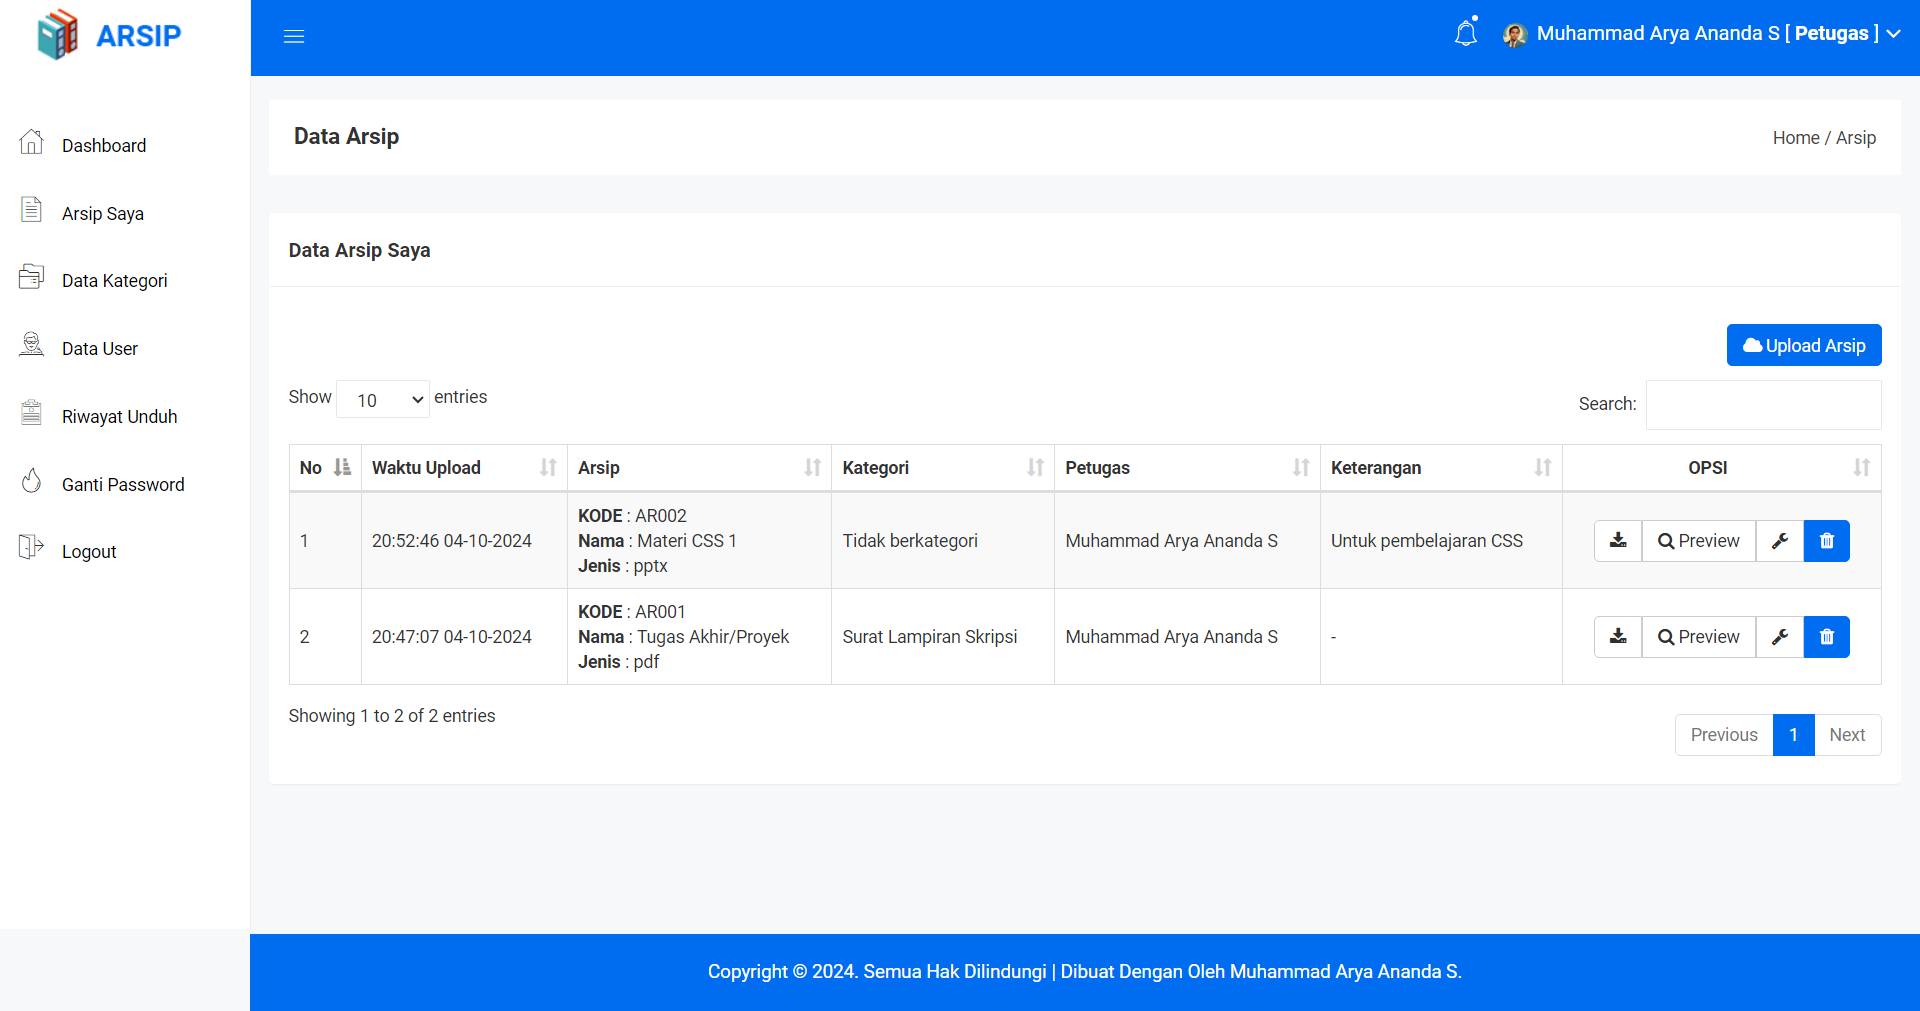 ARSIP
Muhammad Arya Ananda S [ Petugas ]
Dashboard
Arsip Saya
Data Kategori
Data User
Riwayat Unduh
Ganti Password
Logout
Data Arsip
Home / Arsip
Data Arsip Saya
Upload Arsip
Show 10 entries
Search:
No Waktu Upload Arsip Kategori Petugas Keterangan OPSI
KODE : AR002
1 20:52:46 04-10-2024 Nama : Materi CSS 1 Tidak berkategori Muhammad Arya Ananda S Untuk pembelajaran CSS Preview
Jenis : pptx
KODE : AR001
2 20:47:07 04-10-2024 Nama : Tugas Akhir/Proyek Surat Lampiran Skripsi Muhammad Arya Ananda S - Preview
Jenis : pdf
Showing 1 to 2 of 2 entries
Previous 1 Next
Copyright © 2024. Semua Hak Dilindungi | Dibuat Dengan Oleh Muhammad Arya Ananda S.